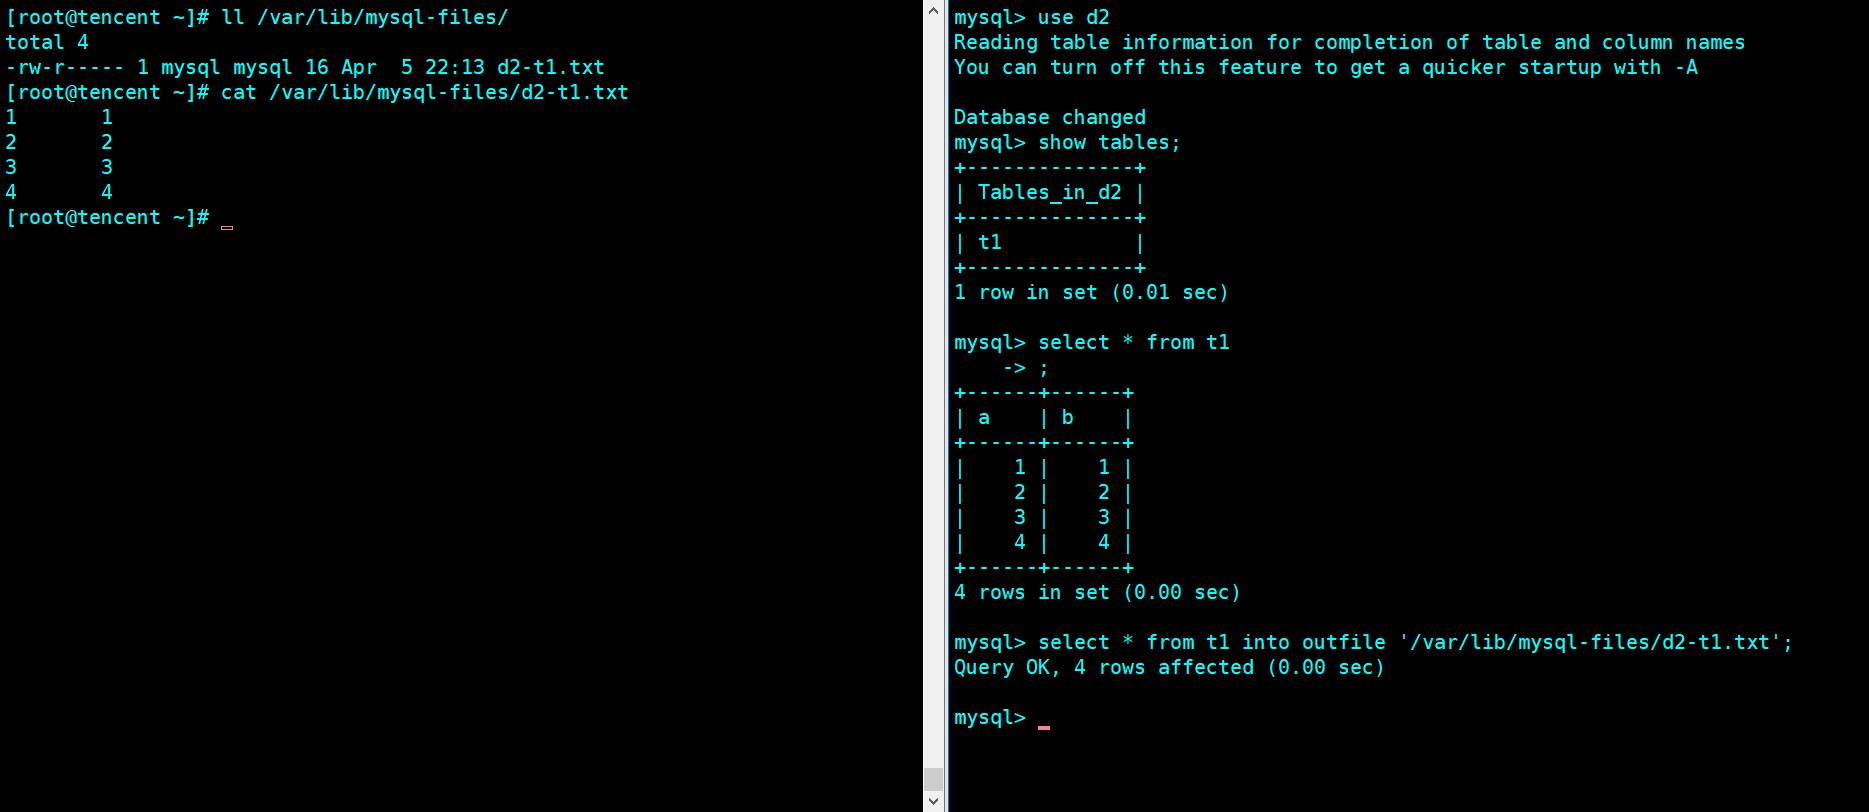 [root@tencent ~]# ll /var/lib/mysql-files/
total 4
-rw-r----- 1 mysql mysql 16 Apr  5 22:13 d2-t1.txt
[root@tencent ~]# cat /var/lib/mysql-files/d2-t1.txt
1       1
2       2
3       3
4       4
[root@tencent ~]#
mysql> use d2
Reading table information for completion of table and column names
You can turn off this feature to get a quicker startup with -A

Database changed
mysql> show tables;
+--------------+
| Tables_in_d2 |
+--------------+
| t1           |
+--------------+
1 row in set (0.01 sec)

mysql> select * from t1
    -> ;
+------+------+
| a    | b    |
+------+------+
|    1 |    1 |
|    2 |    2 |
|    3 |    3 |
|    4 |    4 |
+------+------+
4 rows in set (0.00 sec)

mysql> select * from t1 into outfile '/var/lib/mysql-files/d2-t1.txt';
Query OK, 4 rows affected (0.00 sec)

mysql>